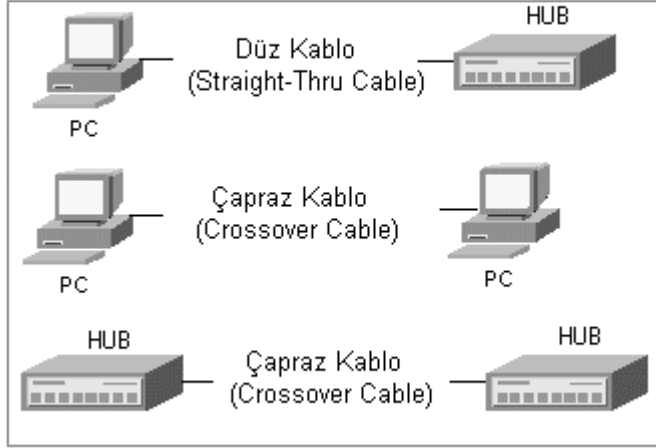 HUB
Düz Kablo
(Straight-Thru Cable)
PC
Çapraz Kablo
(Crossover Cable)
PC
PC
HUB
HUB
Çapraz Kablo
(Crossover Cable)